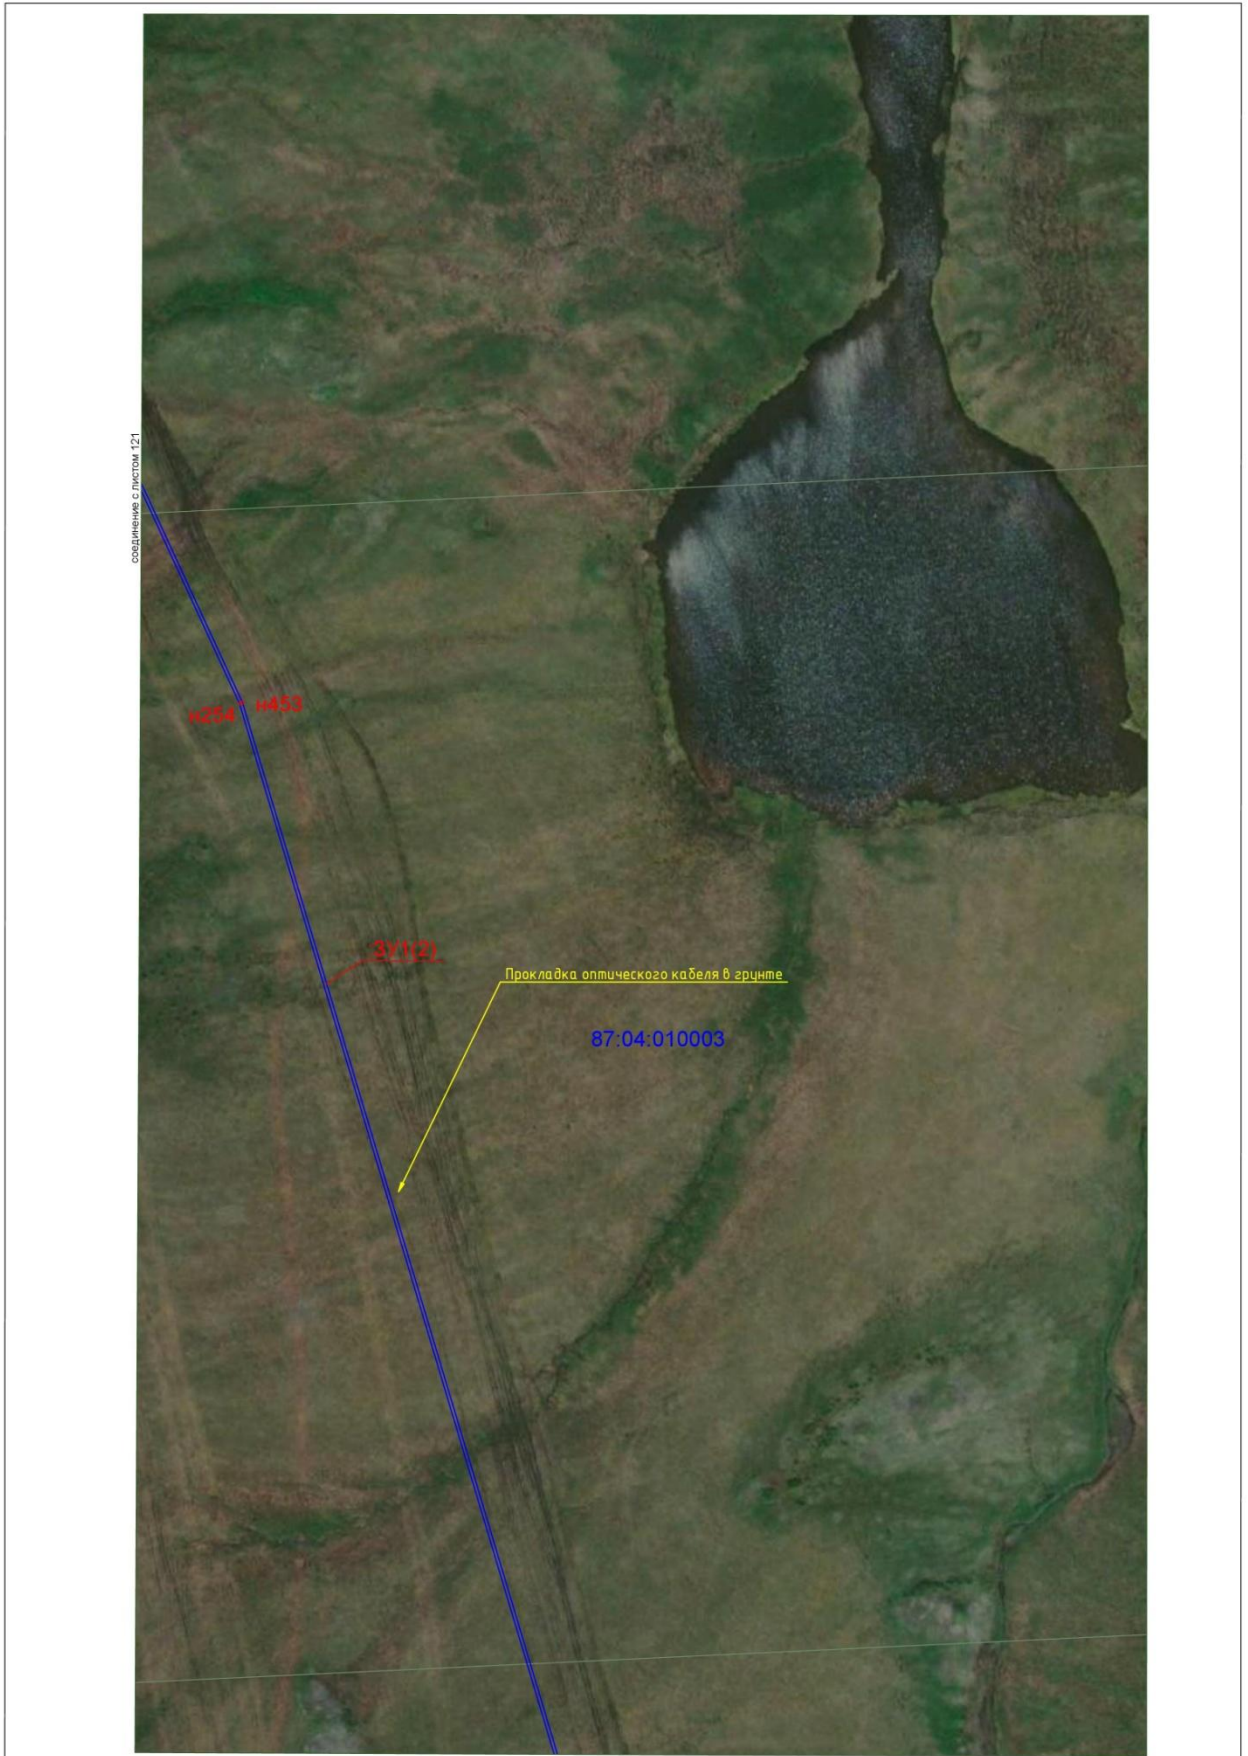 соединение с листом 121
н254
н453
ЗУ1(2)
Прокладка оптического кабеля в грунте
87:04:010003